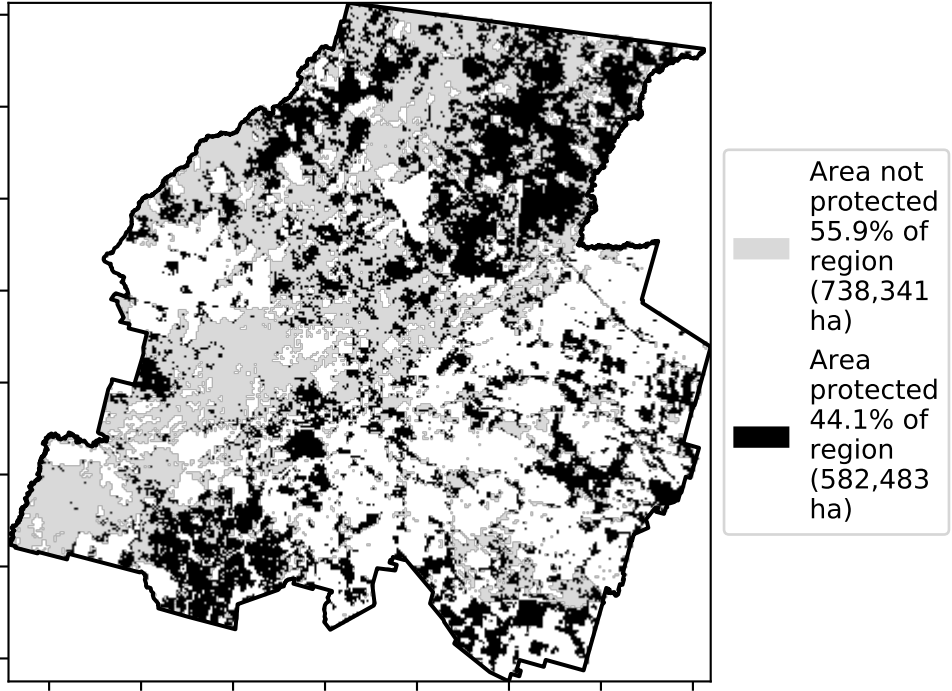 Area not
protected
55.9% of
region
(738,341
ha)
Area
protected
44.1% of
region
(582,483
ha)